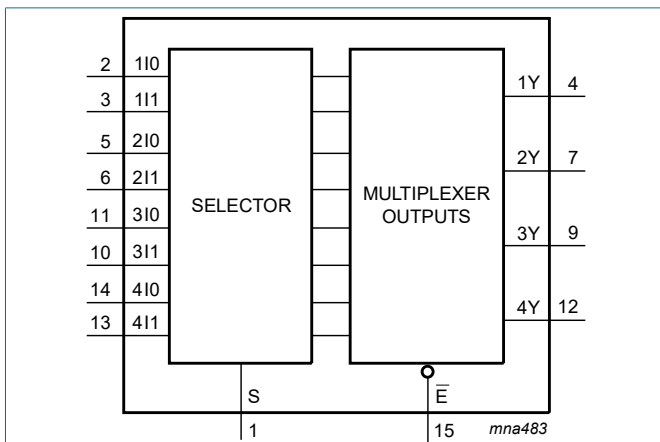 2 1I0
3 1I1
5 2I0
6 2I1
11 3I0
10 3I1
14 4I0
13 4I1
SELECTOR
MULTIPLEXER
OUTPUTS
1Y 4
2Y 7
3Y 9
4Y 12
S
1
E̅
15
mna483